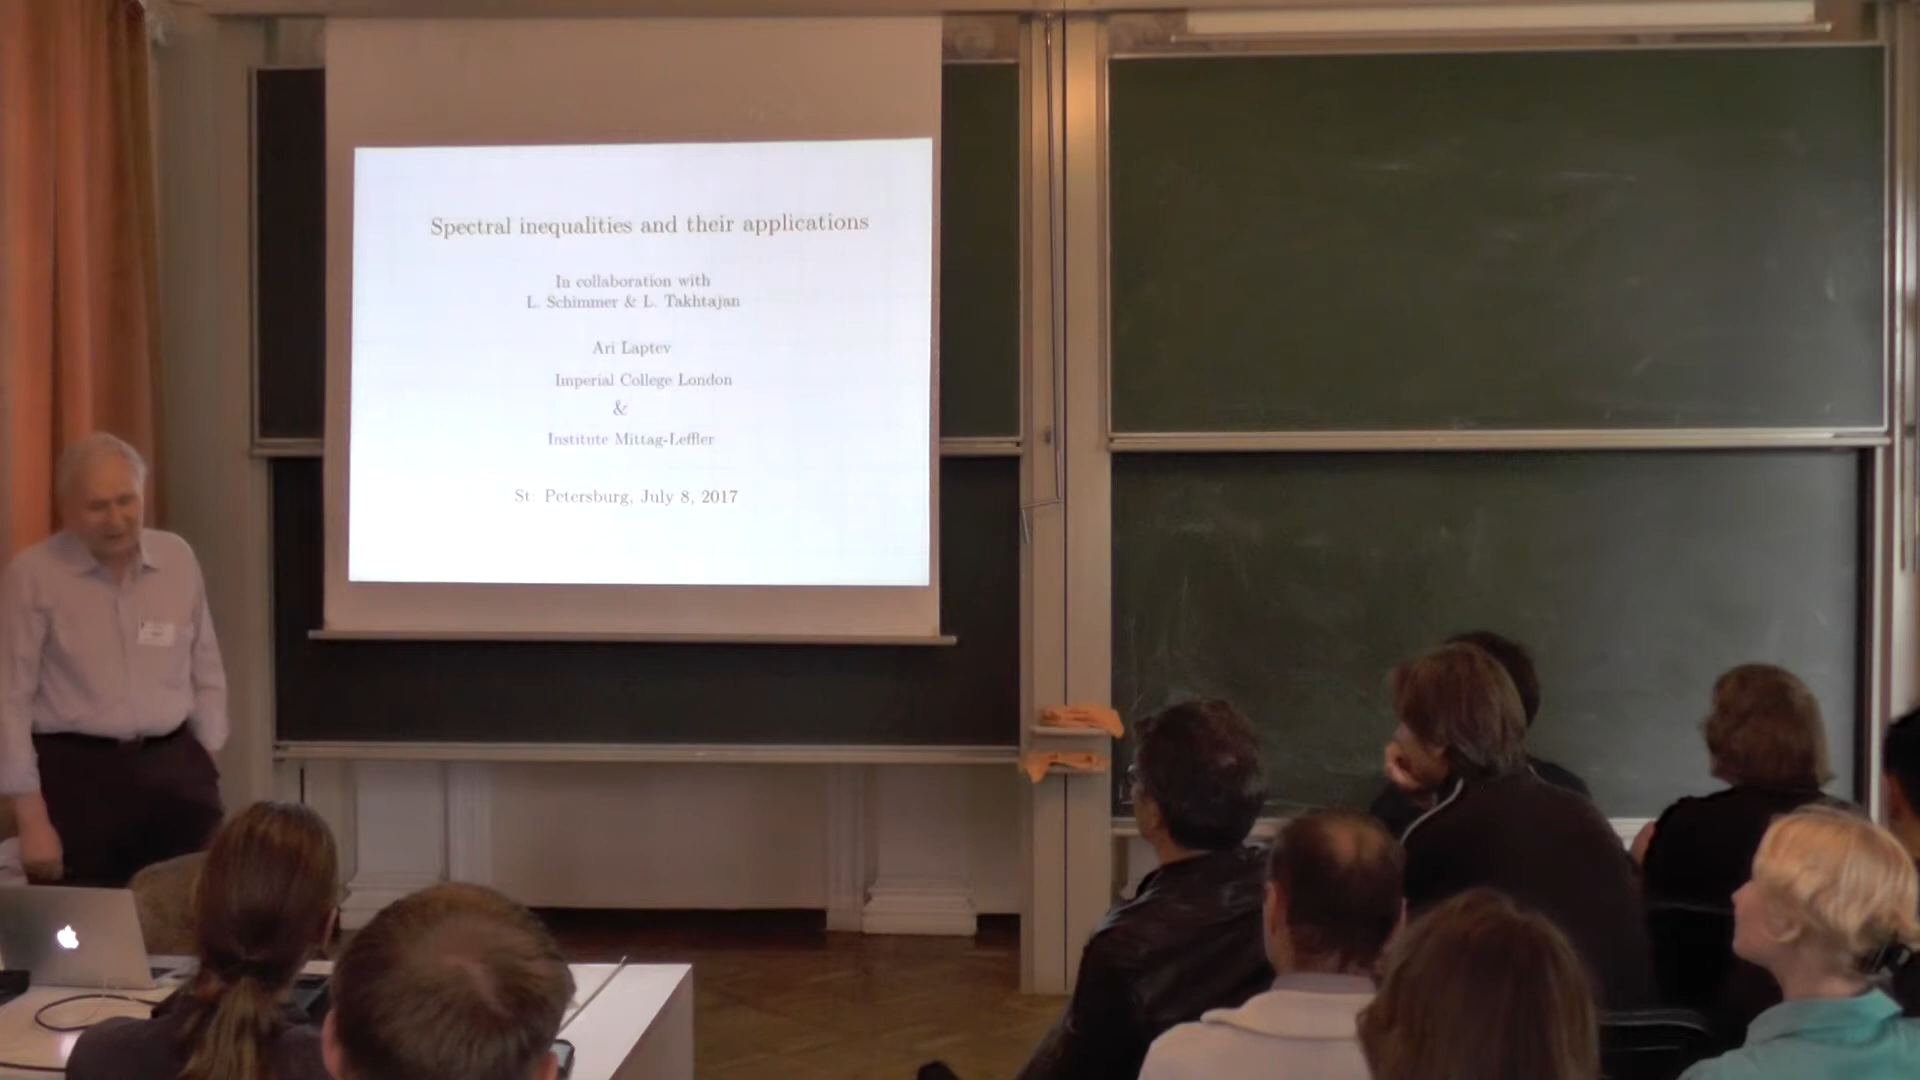 Spectral inequalities and their applications
In collaboration with
L. Schimmer & L. Takhtajan
Ari Laptev
Imperial College London
&
Institute Mittag-Leffler
St. Petersburg, July 8, 2017